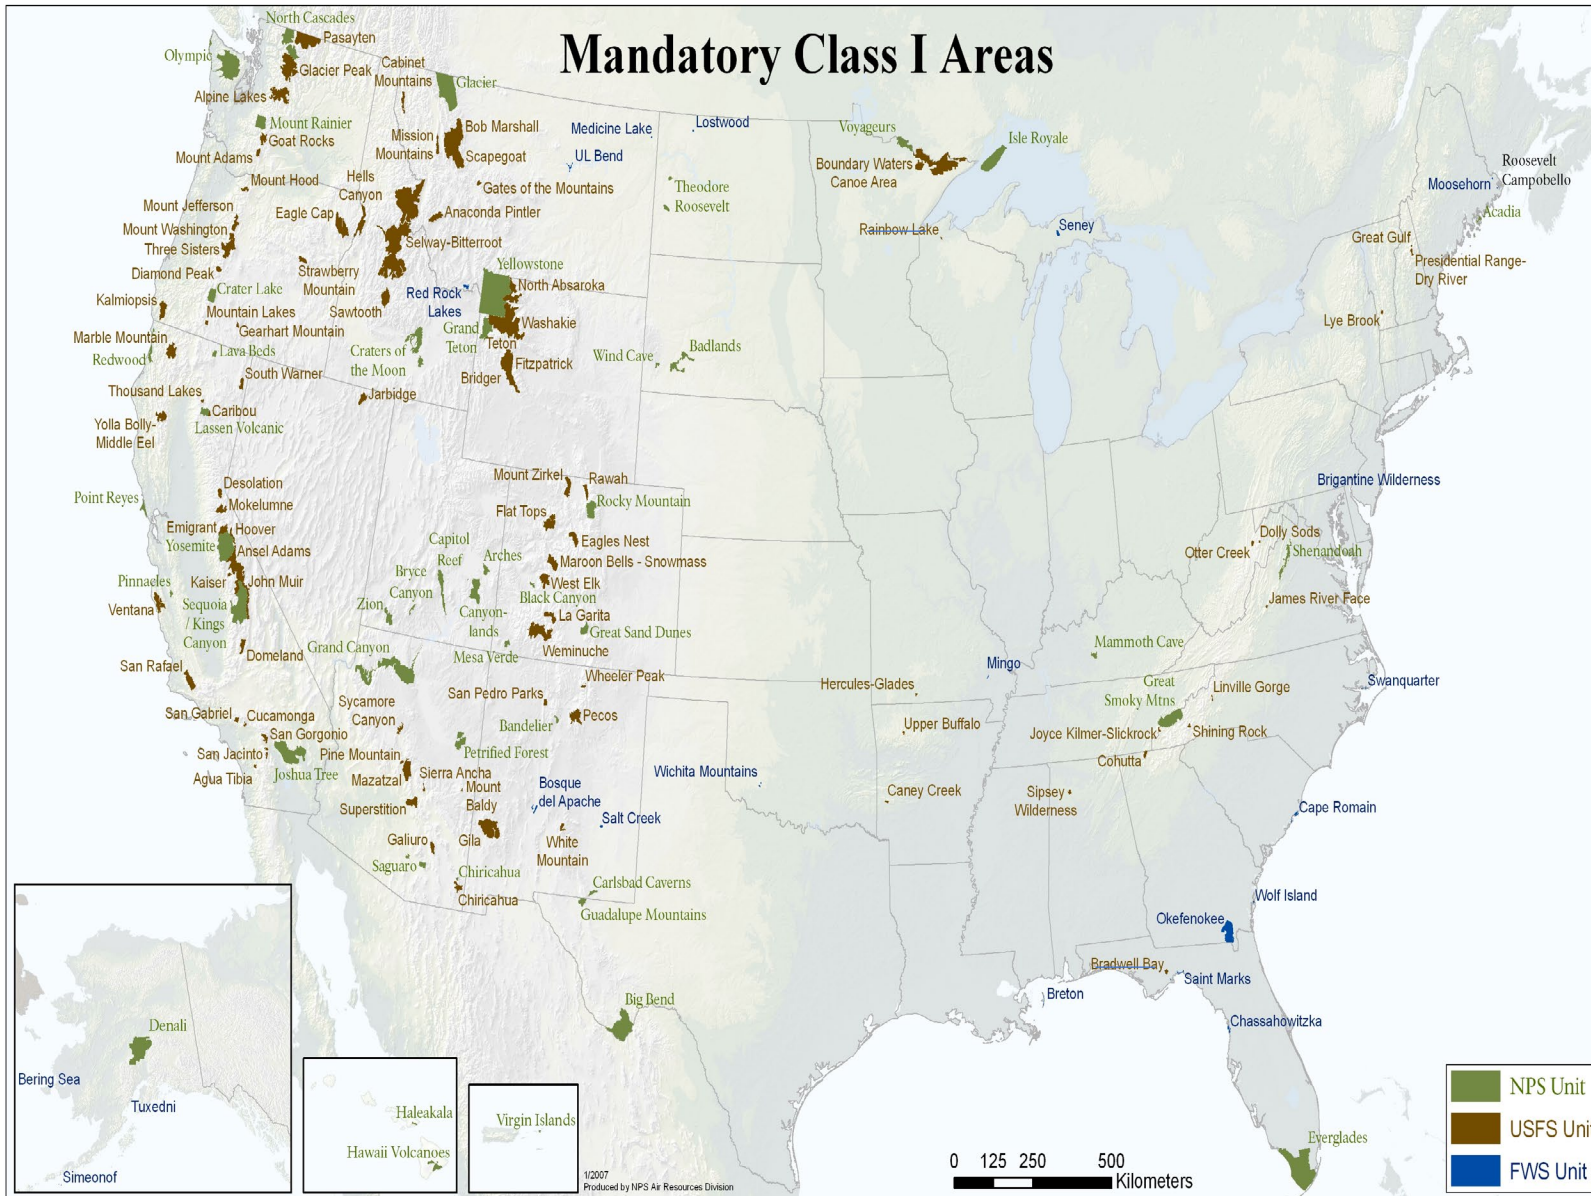 Mandatory Class I Areas
North Cascades
Pasayten
Olympic
Glacier Peak
Cabinet
Mountains
Glacier
Alpine Lakes
Mount Rainier
Goat Rocks
Mount Adams
Mission
Mountains
Bob Marshall
Scapegoat
Medicine Lake
Lostwood
UL Bend
Voyageurs
Isle Royale
Boundary Waters
Canoe Area
Roosevelt
Campobello
Moosehorn
Acadia
Mount Hood
Hells
Canyon
Gates of the Mountains
Theodore
Roosevelt
Mount Jefferson
Eagle Cap
Anaconda Pintler
Mount Washington
Three Sisters
Selway-Bitterroot
Rainbow Lake
Seney
Great Gulf
Presidential Range-
Dry River
Diamond Peak
Strawberry
Mountain
Yellowstone
North Absaroka
Crater Lake
Kalmiopsis
Mountain Lakes
Sawtooth
Red Rock
Lakes
Gearhart Mountain
Grand
Teton
Teton
Washakie
Lye Brook
Marble Mountain
Redwood
Lava Beds
Craters of
the Moon
Fitzpatrick
Bridger
Wind Cave
Badlands
South Warner
Thousand Lakes
Jarbidge
Caribou
Yolla Bolly-
Middle Eel
Lassen Volcanic
Desolation
Mokelumne
Point Reyes
Mount Zirkel
Rawah
Rocky Mountain
Flat Tops
Brigantine Wilderness
Emigrant
Hoover
Yosemite
Ansel Adams
Capitol
Reef
Arches
Eagles Nest
Maroon Bells - Snowmass
Dolly Sods
Otter Creek
Shenandoah
Pinnacles
Kaiser
John Muir
Bryce
Canyon
West Elk
Black Canyon
Ventana
Sequoia
/ Kings
Canyon
Zion
Canyon-
lands
La Garita
Great Sand Dunes
James River Face
Domeland
Grand Canyon
Mesa Verde
Weminuche
Mammoth Cave
San Rafael
Wheeler Peak
San Pedro Parks
Hercules-Glades
Mingo
Great
Smoky Mtns
Linville Gorge
Swanquarter
Sycamore
Canyon
San Gabriel
Cucamonga
San Gorgonio
Bandelier
Pecos
Upper Buffalo
Joyce Kilmer-Slickrock
Shining Rock
San Jacinto
Pine Mountain
Petrified Forest
Cohutta
Agua Tibia
Joshua Tree
Mazatzal
Sierra Ancha
Mount
Baldy
Bosque
del Apache
Wichita Mountains
Caney Creek
Sipsey
Wilderness
Superstition
Salt Creek
Cape Romain
Galiuro
Gila
White
Mountain
Saguaro
Chiricahua
Chiricahua
Carlsbad Caverns
Guadalupe Mountains
Wolf Island
Okefenokee
Bradwell Bay
Saint Marks
Breton
Big Bend
Chassahowitzka
Everglades
Denali
Bering Sea
Tuxedni
Simeonof
Haleakala
Hawaii Volcanoes
Virgin Islands
1/2007
Produced by NPS Air Resources Division
0 125 250 500
Kilometers
NPS Unit
USFS Unit
FWS Unit